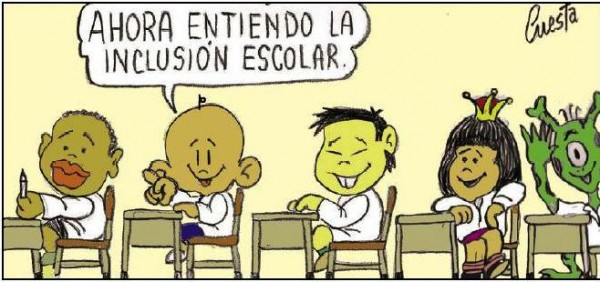 AHORA ENTIENDO LA
INCLUSIÓN ESCOLAR.
Cuesta